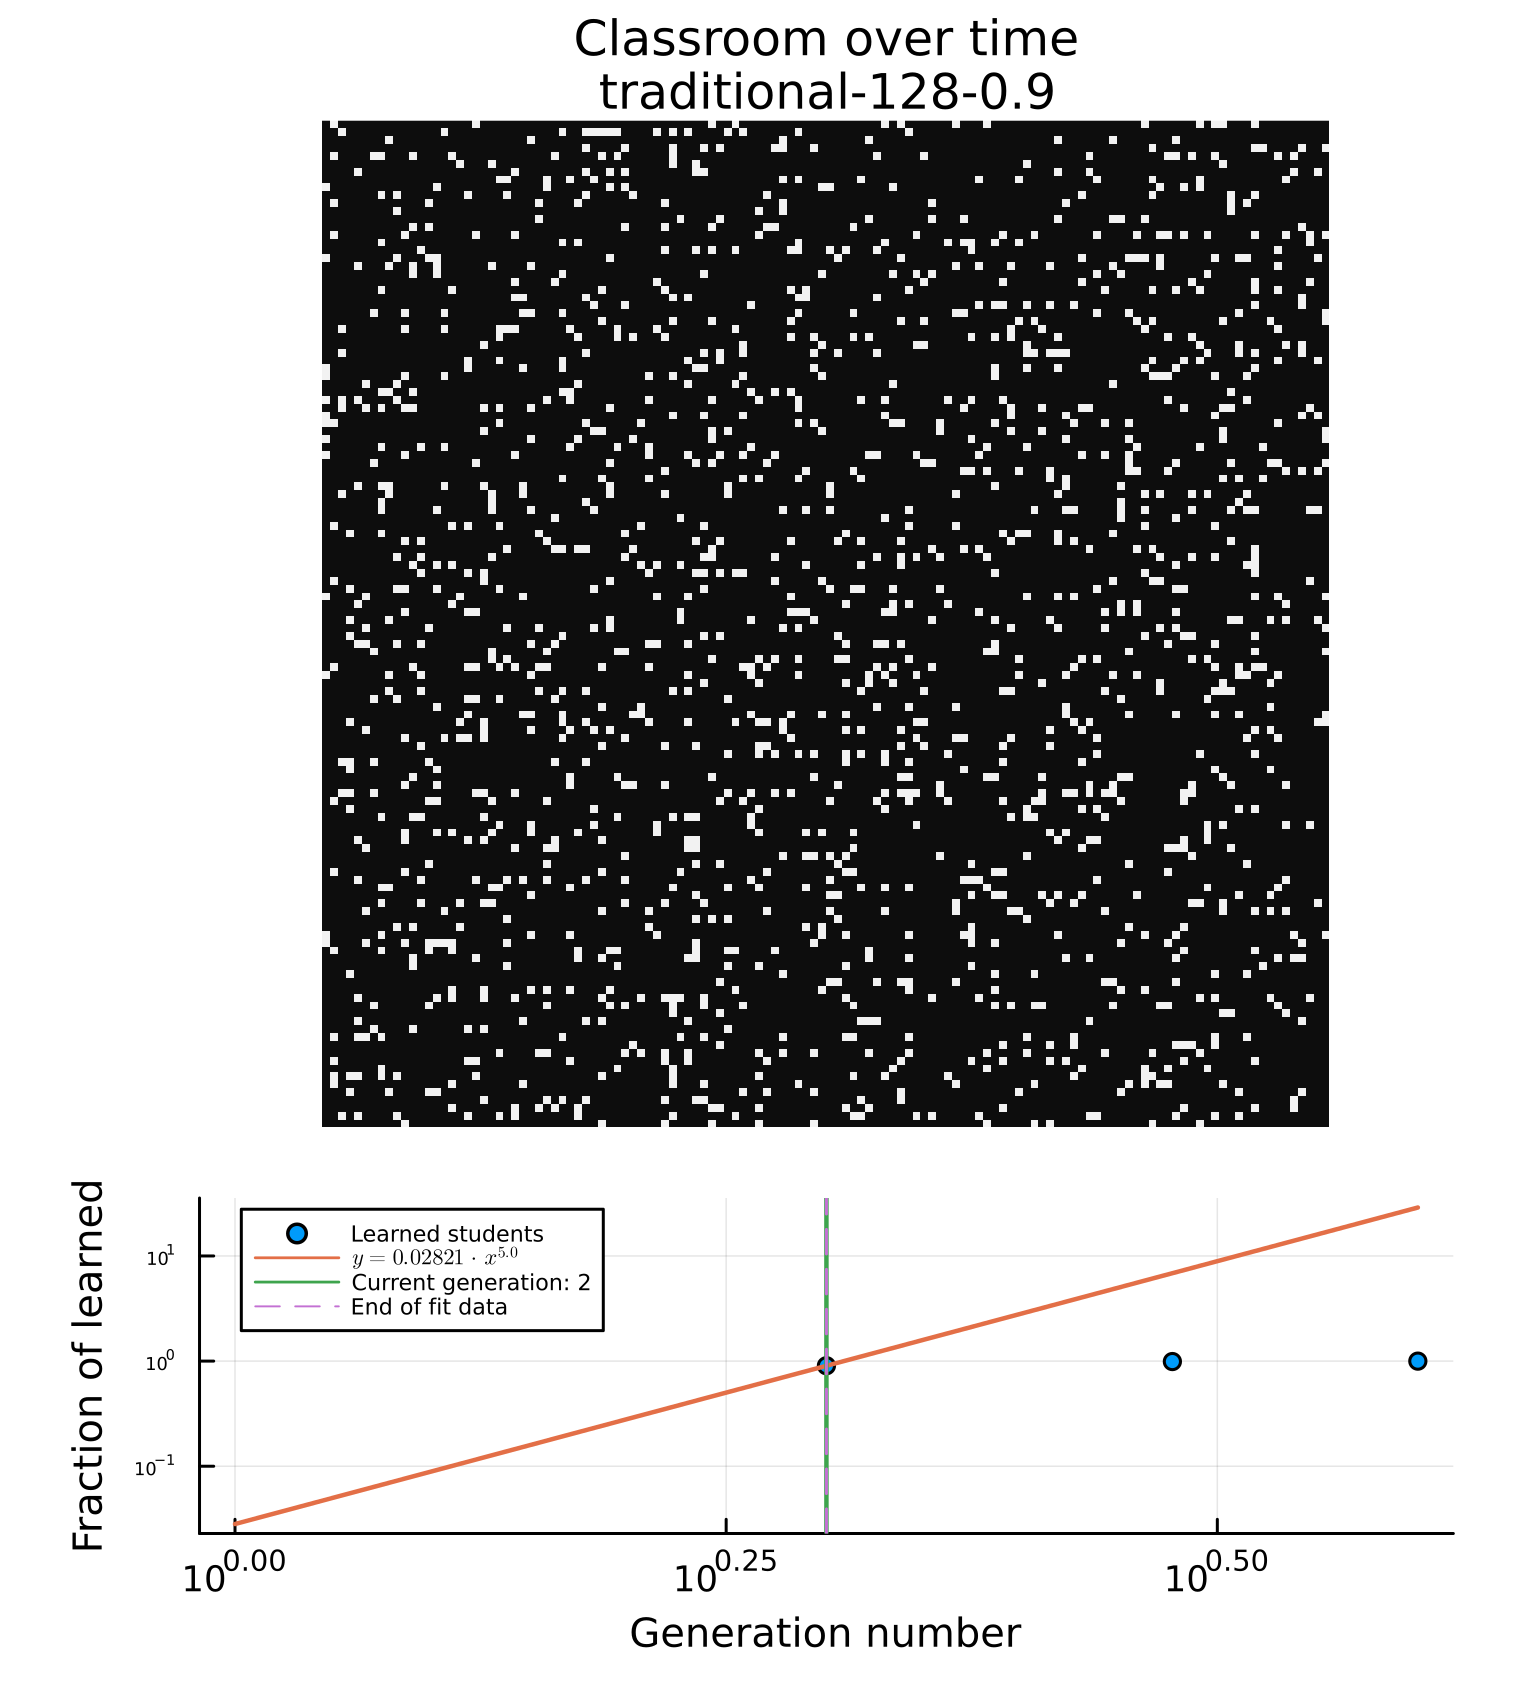 Classroom over time
traditional-128-0.9
Fraction of learned
10^1
10^0
10^−1
Learned students
y = 0.02821 · x^5.0
Current generation: 2
End of fit data
10^0.00
10^0.25
10^0.50
Generation number